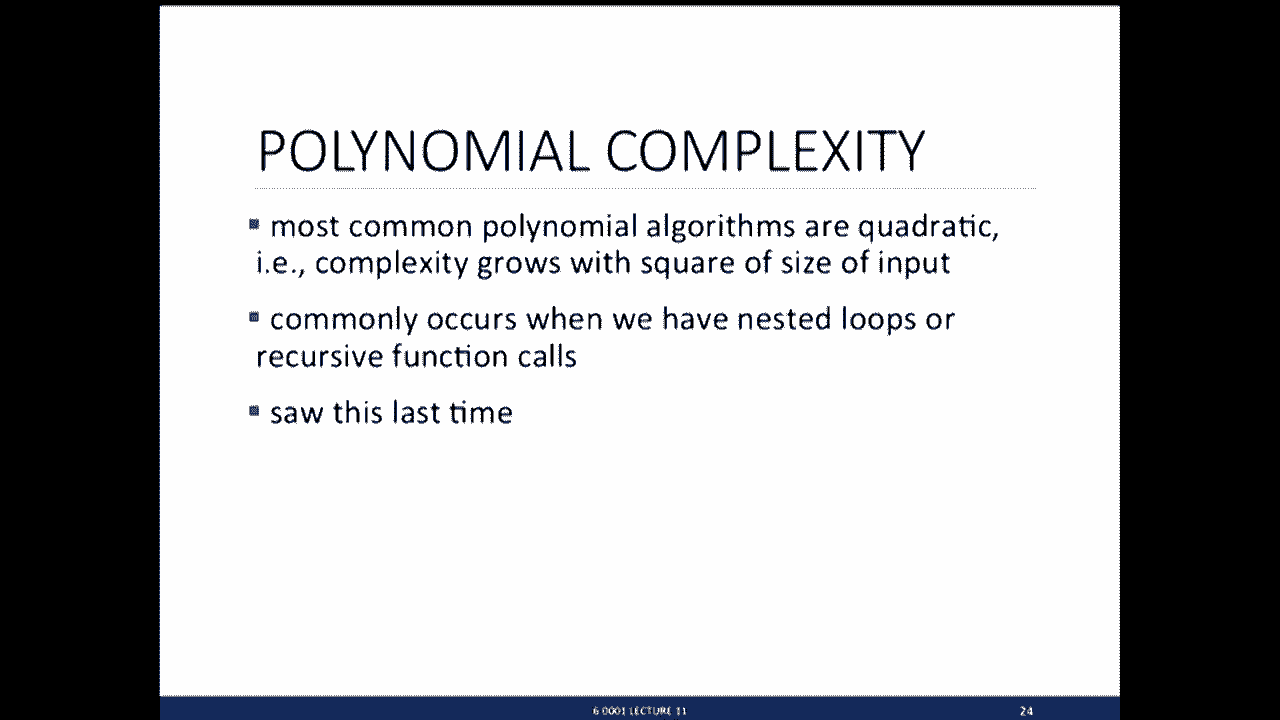 POLYNOMIAL COMPLEXITY
▪ most common polynomial algorithms are quadratic,
i.e., complexity grows with square of size of input
▪ commonly occurs when we have nested loops or
recursive function calls
▪ saw this last time
6.0001 LECTURE 11
24